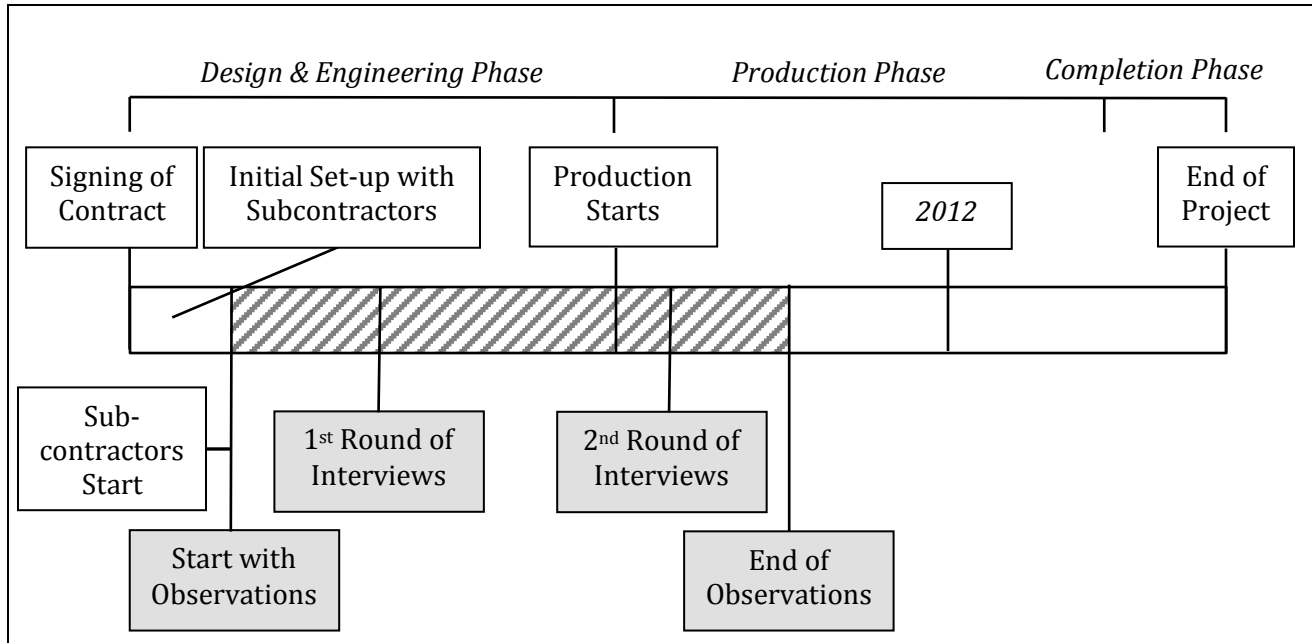 Design & Engineering Phase
Production Phase
Completion Phase
Signing of
Contract
Initial Set-up with
Subcontractors
Production
Starts
2012
End of
Project
Sub-
contractors
Start
1st Round of
Interviews
2nd Round of
Interviews
Start with
Observations
End of
Observations